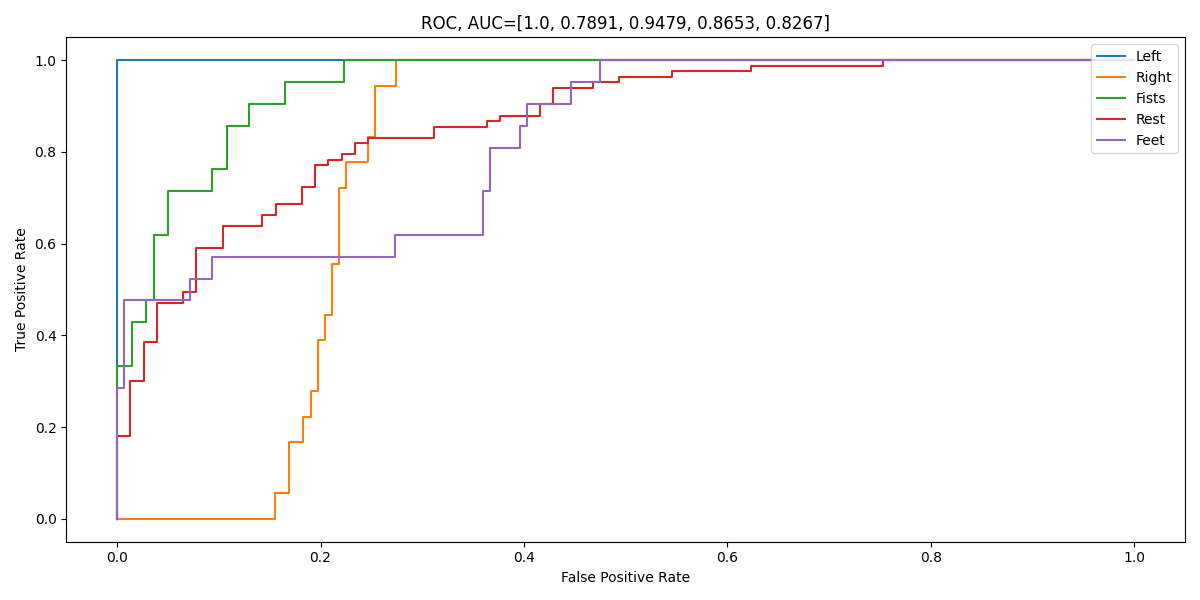 ROC, AUC=[1.0, 0.7891, 0.9479, 0.8653, 0.8267]
Left
Right
Fists
Rest
Feet
True Positive Rate
1.0
0.8
0.6
0.4
0.2
0.0
0.0 0.2 0.4 0.6 0.8 1.0
False Positive Rate